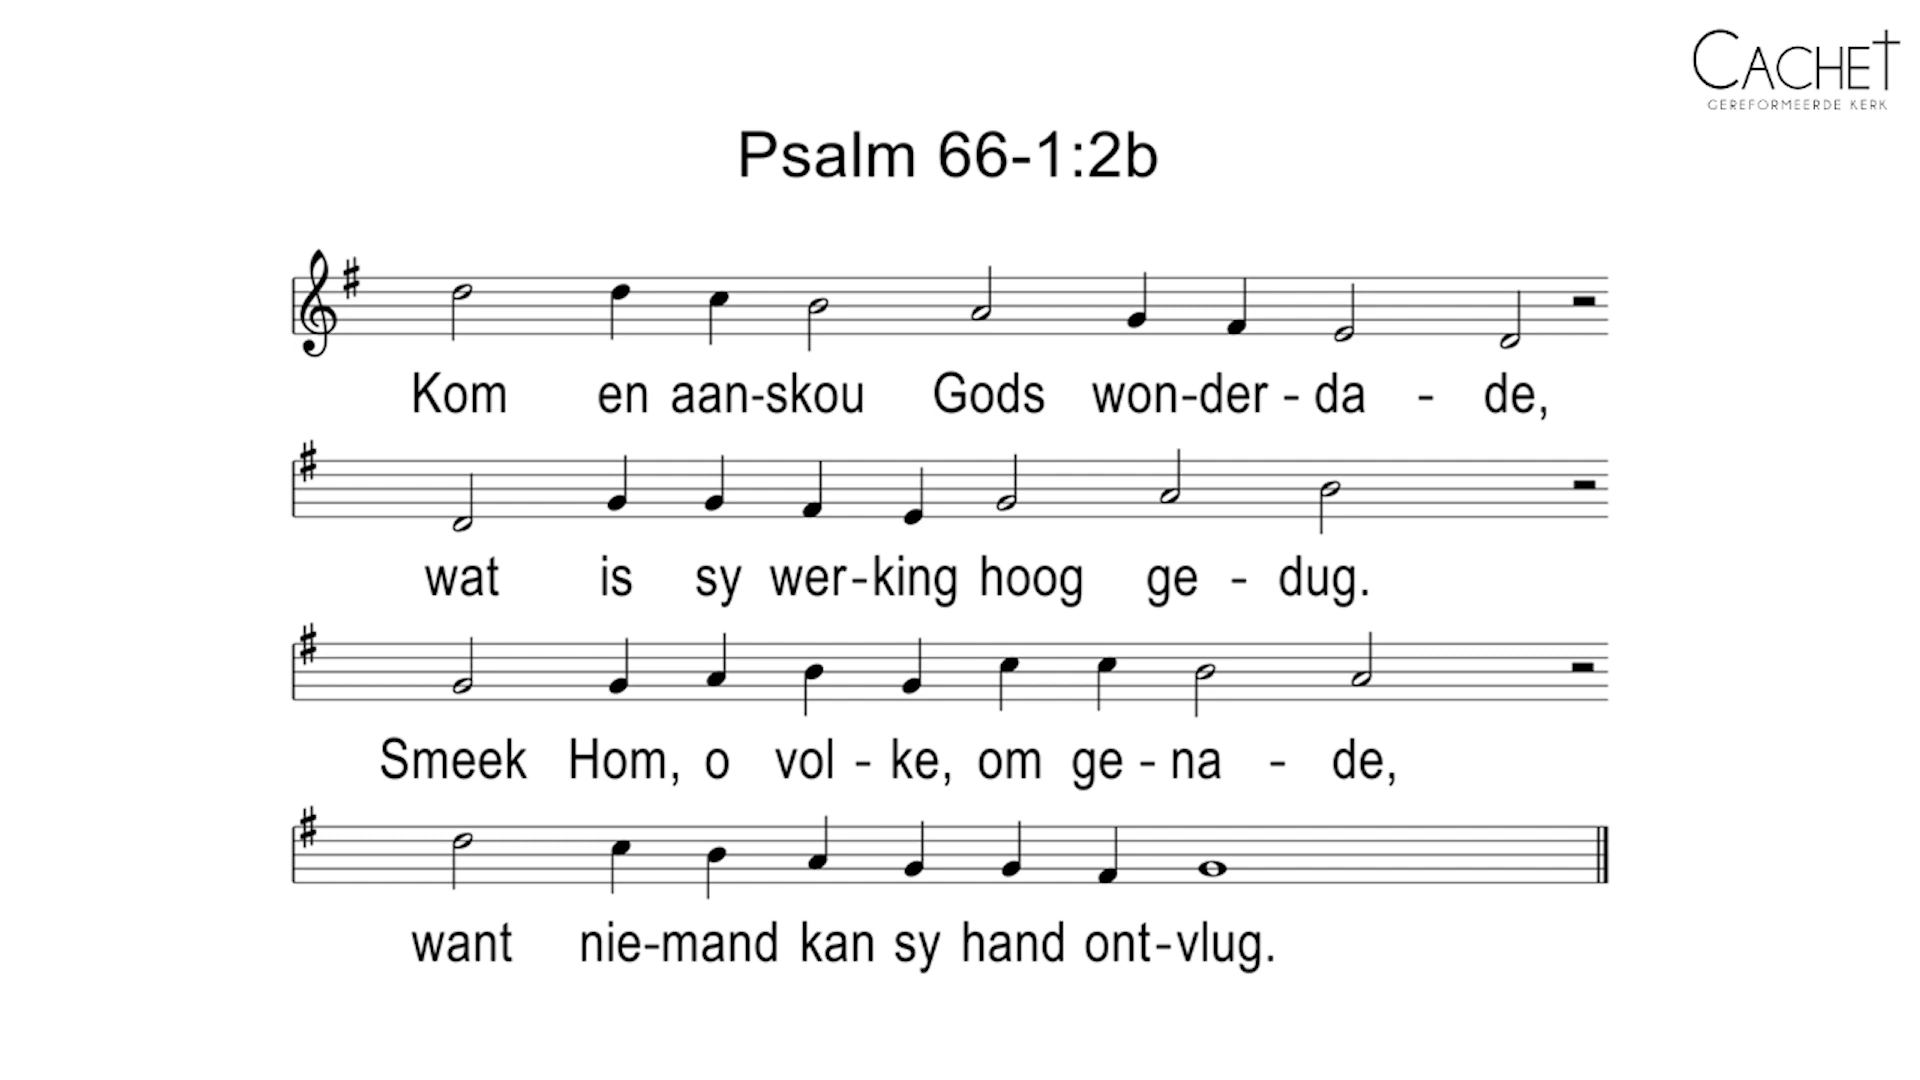 CACHET
GEREFORMEERDE KERK
Psalm 66-1:2b
Kom en aan-skou Gods won-der - da - de,
wat is sy wer-king hoog ge - dug.
Smeek Hom, o vol - ke, om ge - na - de,
want nie-mand kan sy hand ont-vlug.